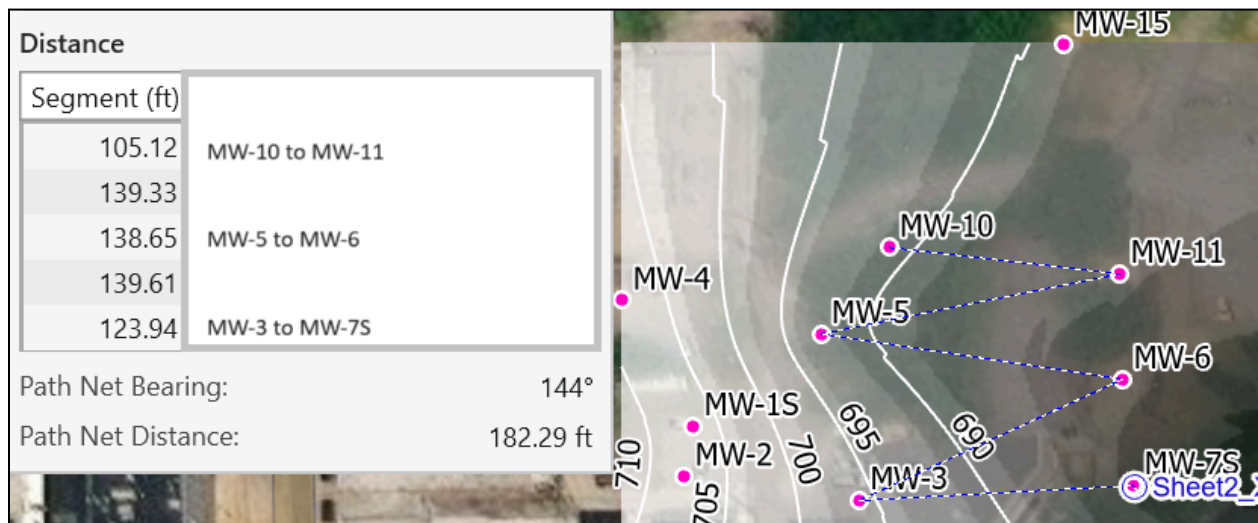 Distance
Segment (ft)
105.12 MW-10 to MW-11
139.33
138.65 MW-5 to MW-6
139.61
123.94 MW-3 to MW-7S
Path Net Bearing: 144°
Path Net Distance: 182.29 ft
MW-15
MW-10
MW-11
MW-4
MW-5
MW-6
MW-1S
MW-2
MW-3
MW-7S
Sheet2_
710
705
700
695
690